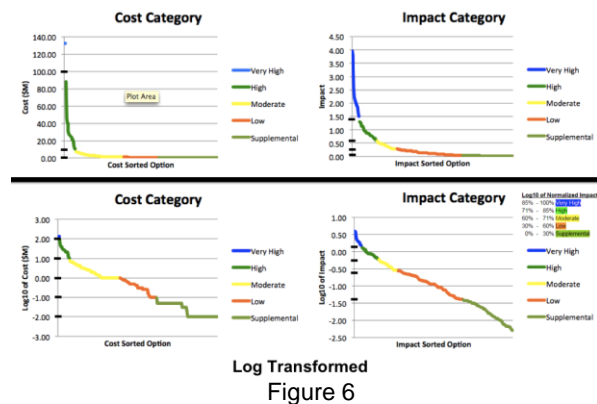 Cost Category
140.00
120.00
100.00
80.00
60.00
40.00
20.00
0.00
Cost ($M)
Plot Area
Very High
High
Moderate
Low
Supplemental
Cost Sorted Option
Impact Category
4.50
4.00
3.50
3.00
2.50
2.00
1.50
1.00
0.50
0.00
Impact
Very High
High
Moderate
Low
Supplemental
Impact Sorted Option
Cost Category
3.00
2.00
1.00
0.00
-1.00
-2.00
-3.00
Log10 of Cost ($M)
Very High
High
Moderate
Low
Supplemental
Cost Sorted Option
Impact Category
1.00
0.50
0.00
-0.50
-1.00
-1.50
-2.00
-2.50
Log10 of Impact
Log10 of Normalized Impact
85% - 100% Very High
71% - 85% High
60% - 71% Moderate
30% - 60% Low
0% - 30% Supplemental
Very High
High
Moderate
Low
Supplemental
Impact Sorted Option
Log Transformed
Figure 6